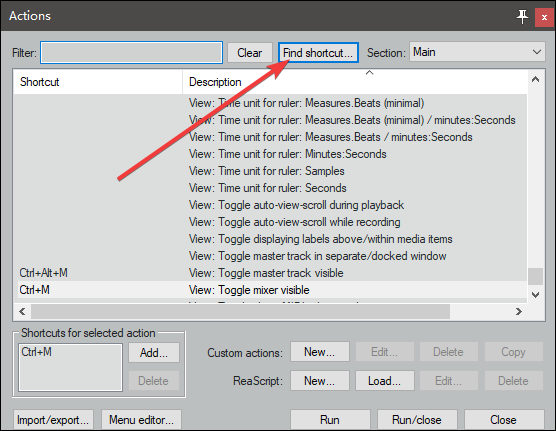 Actions
Filter: Clear Find shortcut... Section: Main
Shortcut Description
View: Time unit for ruler: Measures.Beats (minimal)
View: Time unit for ruler: Measures.Beats (minimal) / minutes:Seconds
View: Time unit for ruler: Measures.Beats / minutes:Seconds
View: Time unit for ruler: Minutes:Seconds
View: Time unit for ruler: Samples
View: Time unit for ruler: Seconds
View: Toggle auto-view-scroll during playback
View: Toggle auto-view-scroll while recording
View: Toggle displaying labels above/within media items
View: Toggle master track in separate/docked window
Ctrl+Alt+M View: Toggle master track visible
Ctrl+M View: Toggle mixer visible
Shortcuts for selected action
Ctrl+M Add... Custom actions: New... Edit... Delete Copy
Delete ReaScript: New... Load... Edit... Delete
Import/export... Menu editor... Run Run/close Close